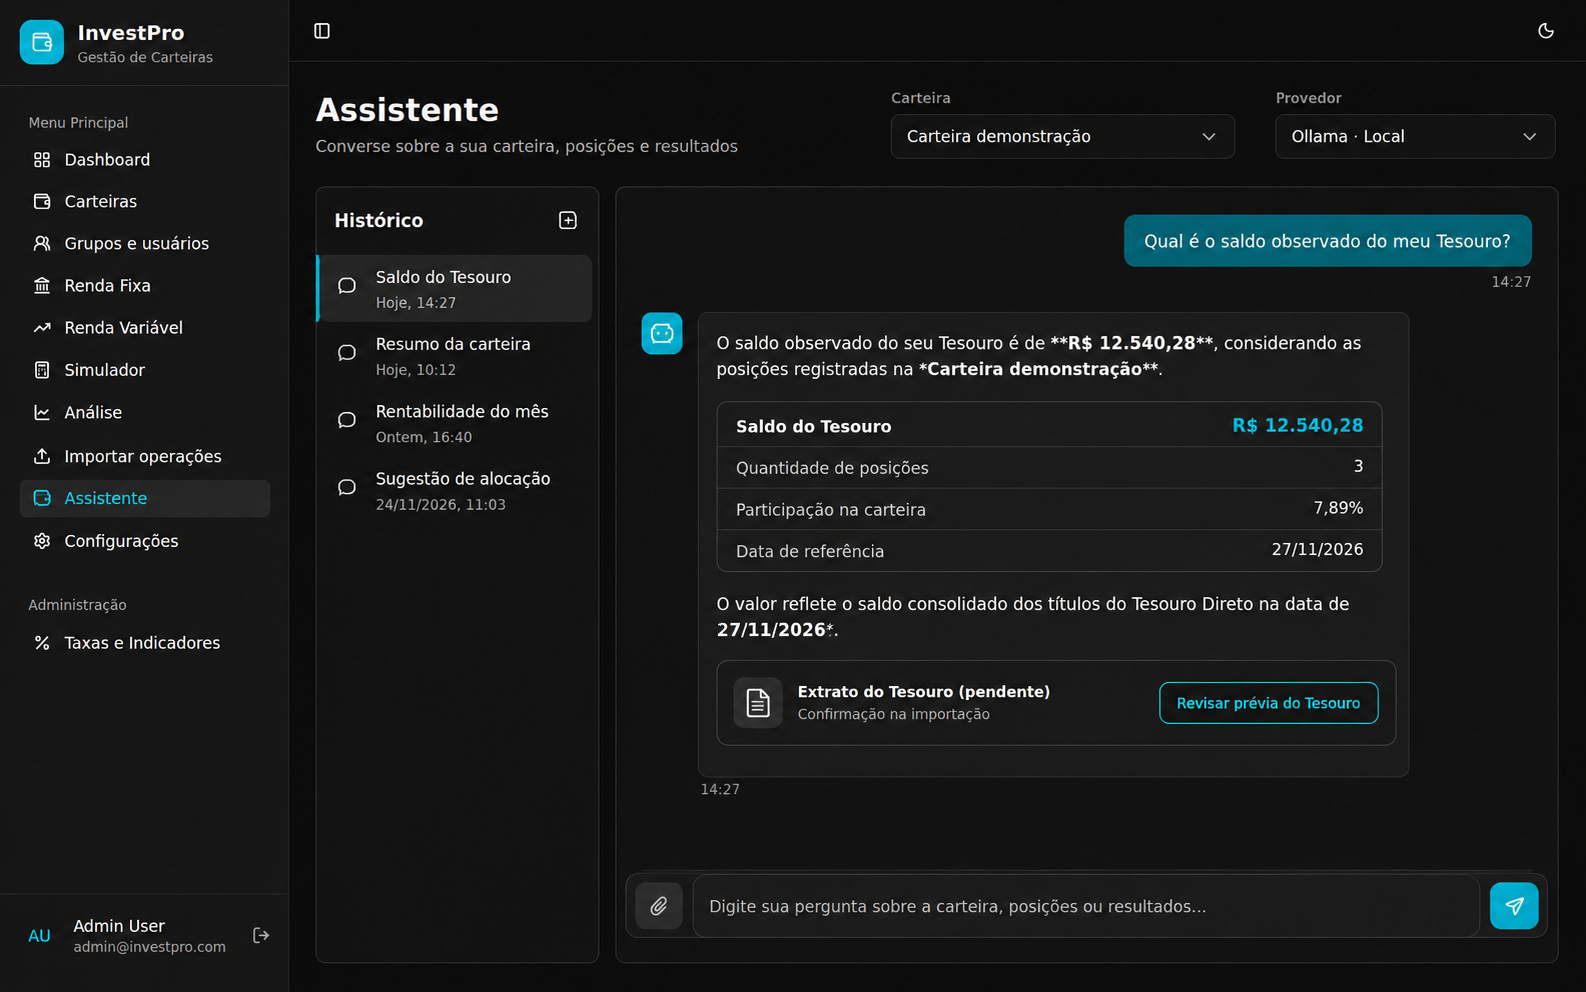 InvestPro
Gestão de Carteiras
Menu Principal
Dashboard
Carteiras
Grupos e usuários
Renda Fixa
Renda Variável
Simulador
Análise
Importar operações
Assistente
Configurações
Administração
Taxas e Indicadores
AU
Admin User
admin@investpro.com
Assistente
Converse sobre a sua carteira, posições e resultados
Carteira
Carteira demonstração
Provedor
Ollama · Local
Histórico
Saldo do Tesouro
Hoje, 14:27
Resumo da carteira
Hoje, 10:12
Rentabilidade do mês
Ontem, 16:40
Sugestão de alocação
24/11/2026, 11:03
Qual é o saldo observado do meu Tesouro?
14:27
O saldo observado do seu Tesouro é de **R$ 12.540,28**, considerando as
posições registradas na *Carteira demonstração**.
Saldo do Tesouro R$ 12.540,28
Quantidade de posições 3
Participação na carteira 7,89%
Data de referência 27/11/2026
O valor reflete o saldo consolidado dos títulos do Tesouro Direto na data de
27/11/2026*.
Extrato do Tesouro (pendente)
Confirmação na importação
Revisar prévia do Tesouro
14:27
Digite sua pergunta sobre a carteira, posições ou resultados...